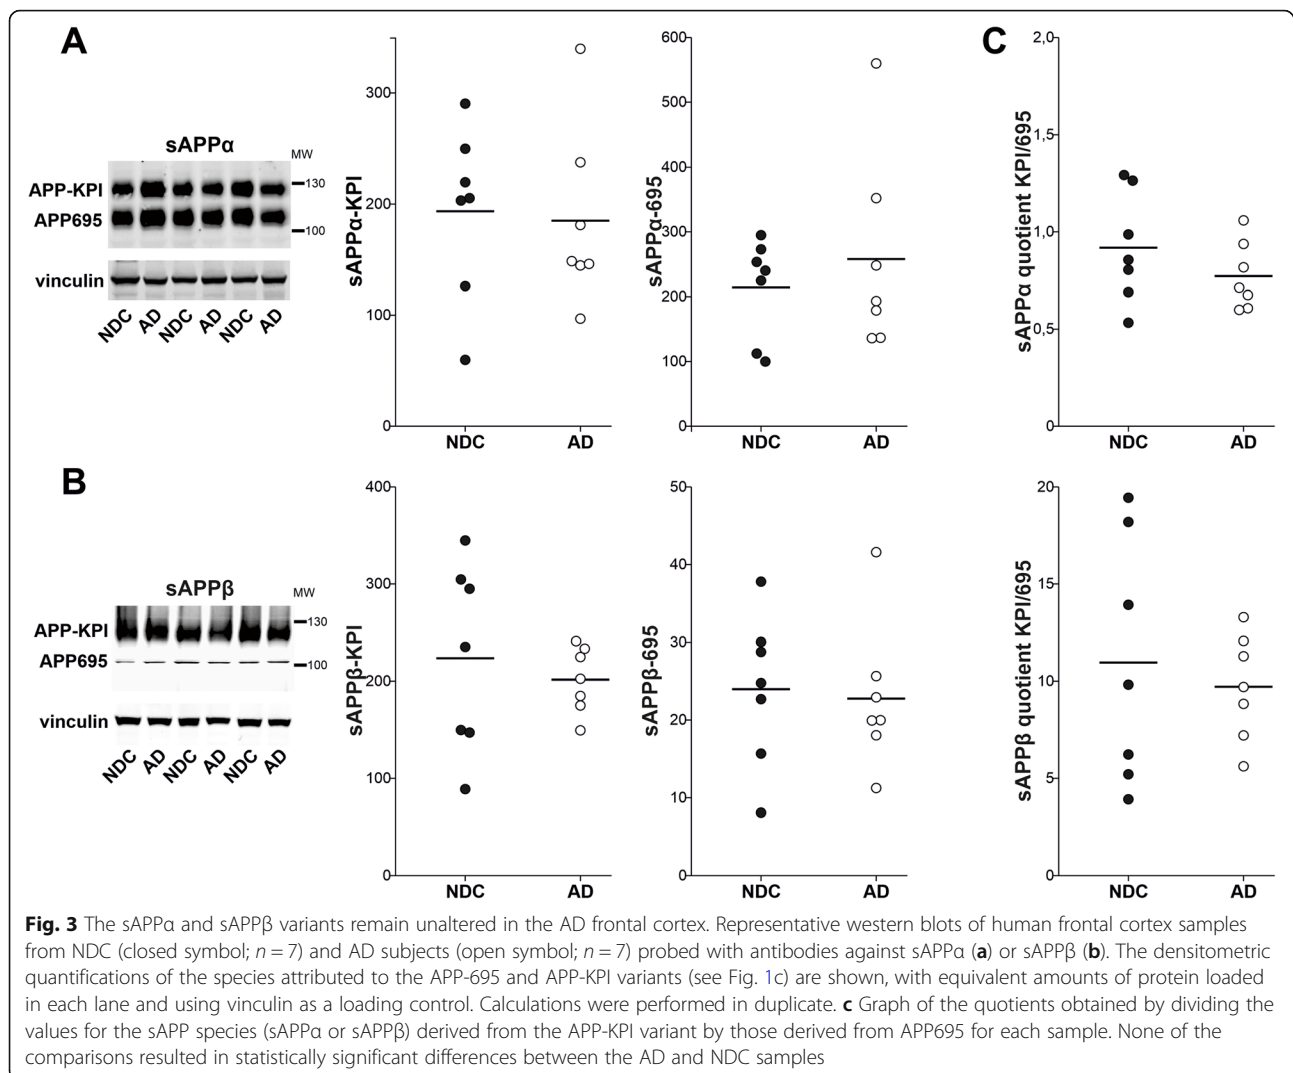 A
sAPPα
MW
APP-KPI
130
APP695
100
vinculin
NDC AD NDC AD NDC AD
sAPPα-KPI
300
200
100
0
NDC AD
sAPPα-695
600
500
400
300
200
100
0
NDC AD
C
sAPPα quotient KPI/695
2,0
1,5
1,0
0,5
0
NDC AD
B
sAPPβ
MW
APP-KPI
130
APP695
100
vinculin
NDC AD NDC AD NDC AD
sAPPβ-KPI
400
300
200
100
0
NDC AD
sAPPβ-695
50
40
30
20
10
0
NDC AD
sAPPβ quotient KPI/695
20
15
10
5
0
NDC AD
Fig. 3 The sAPPα and sAPPβ variants remain unaltered in the AD frontal cortex. Representative western blots of human frontal cortex samples
from NDC (closed symbol; n = 7) and AD subjects (open symbol; n = 7) probed with antibodies against sAPPα (a) or sAPPβ (b). The densitometric
quantifications of the species attributed to the APP-695 and APP-KPI variants (see Fig. 1c) are shown, with equivalent amounts of protein loaded
in each lane and using vinculin as a loading control. Calculations were performed in duplicate. c Graph of the quotients obtained by dividing the
values for the sAPP species (sAPPα or sAPPβ) derived from the APP-KPI variant by those derived from APP695 for each sample. None of the
comparisons resulted in statistically significant differences between the AD and NDC samples